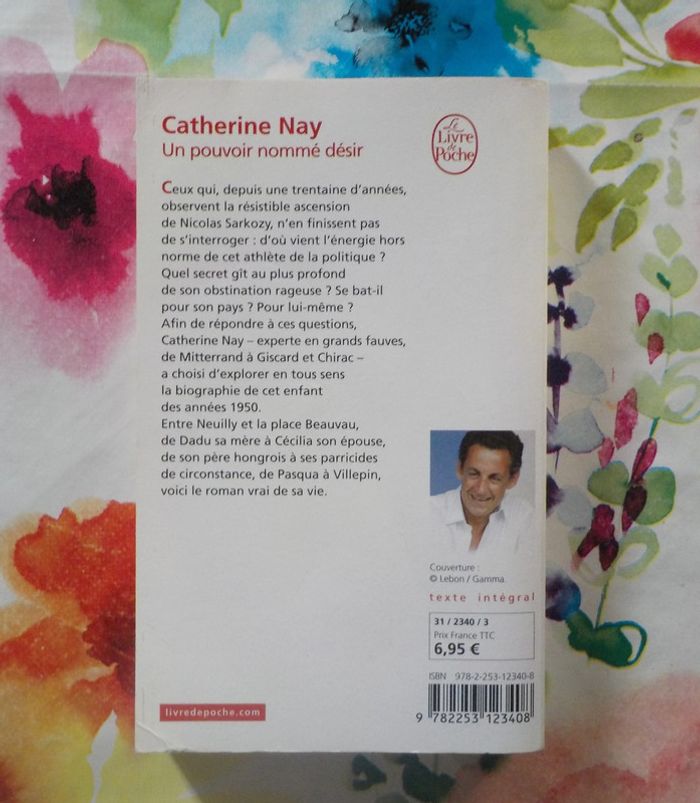 Catherine Nay
Un pouvoir nommé désir
Le
Livre
de
Poche
Ceux qui, depuis une trentaine d'années,
observent la résistible ascension
de Nicolas Sarkozy, n'en finissent pas
de s'interroger : d'où vient l'énergie hors
norme de cet athlète de la politique ?
Quel secret gît au plus profond
de son obstination rageuse ? Se bat-il
pour son pays ? Pour lui-même ?
Afin de répondre à ces questions,
Catherine Nay – experte en grands fauves,
de Mitterrand à Giscard et Chirac –
a choisi d'explorer en tous sens
la biographie de cet enfant
des années 1950.
Entre Neuilly et la place Beauvau,
de Dadu sa mère à Cécilia son épouse,
de son père hongrois à ses parricides
de circonstance, de Pasqua à Villepin,
voici le roman vrai de sa vie.
Couverture :
© Lebon / Gamma.
texte intégral
31 / 2340 / 3
Prix France TTC
6,95 €
ISBN 978-2-253-12340-8
9 782253 123408
livredepoche.com